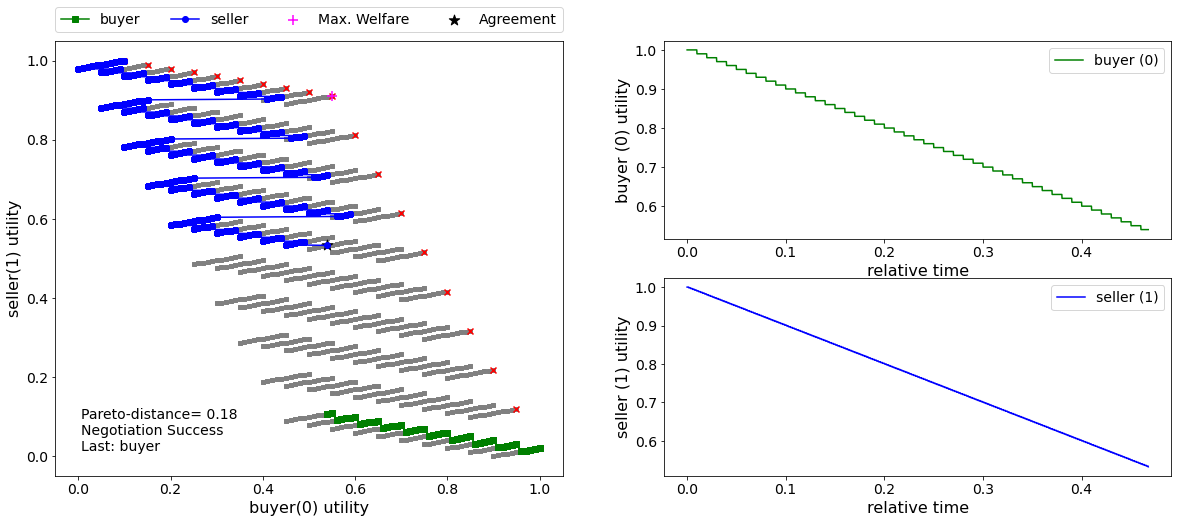 buyer seller Max. Welfare Agreement
1.0
0.8
0.6
0.4
0.2
0.0
seller(1) utility
Pareto-distance= 0.18
Negotiation Success
Last: buyer
0.0 0.2 0.4 0.6 0.8 1.0
buyer(0) utility
1.0
0.9
0.8
0.7
0.6
buyer (0) utility
buyer (0)
0.0 0.1 0.2 0.3 0.4
relative time
1.0
0.9
0.8
0.7
0.6
seller (1) utility
seller (1)
0.0 0.1 0.2 0.3 0.4
relative time